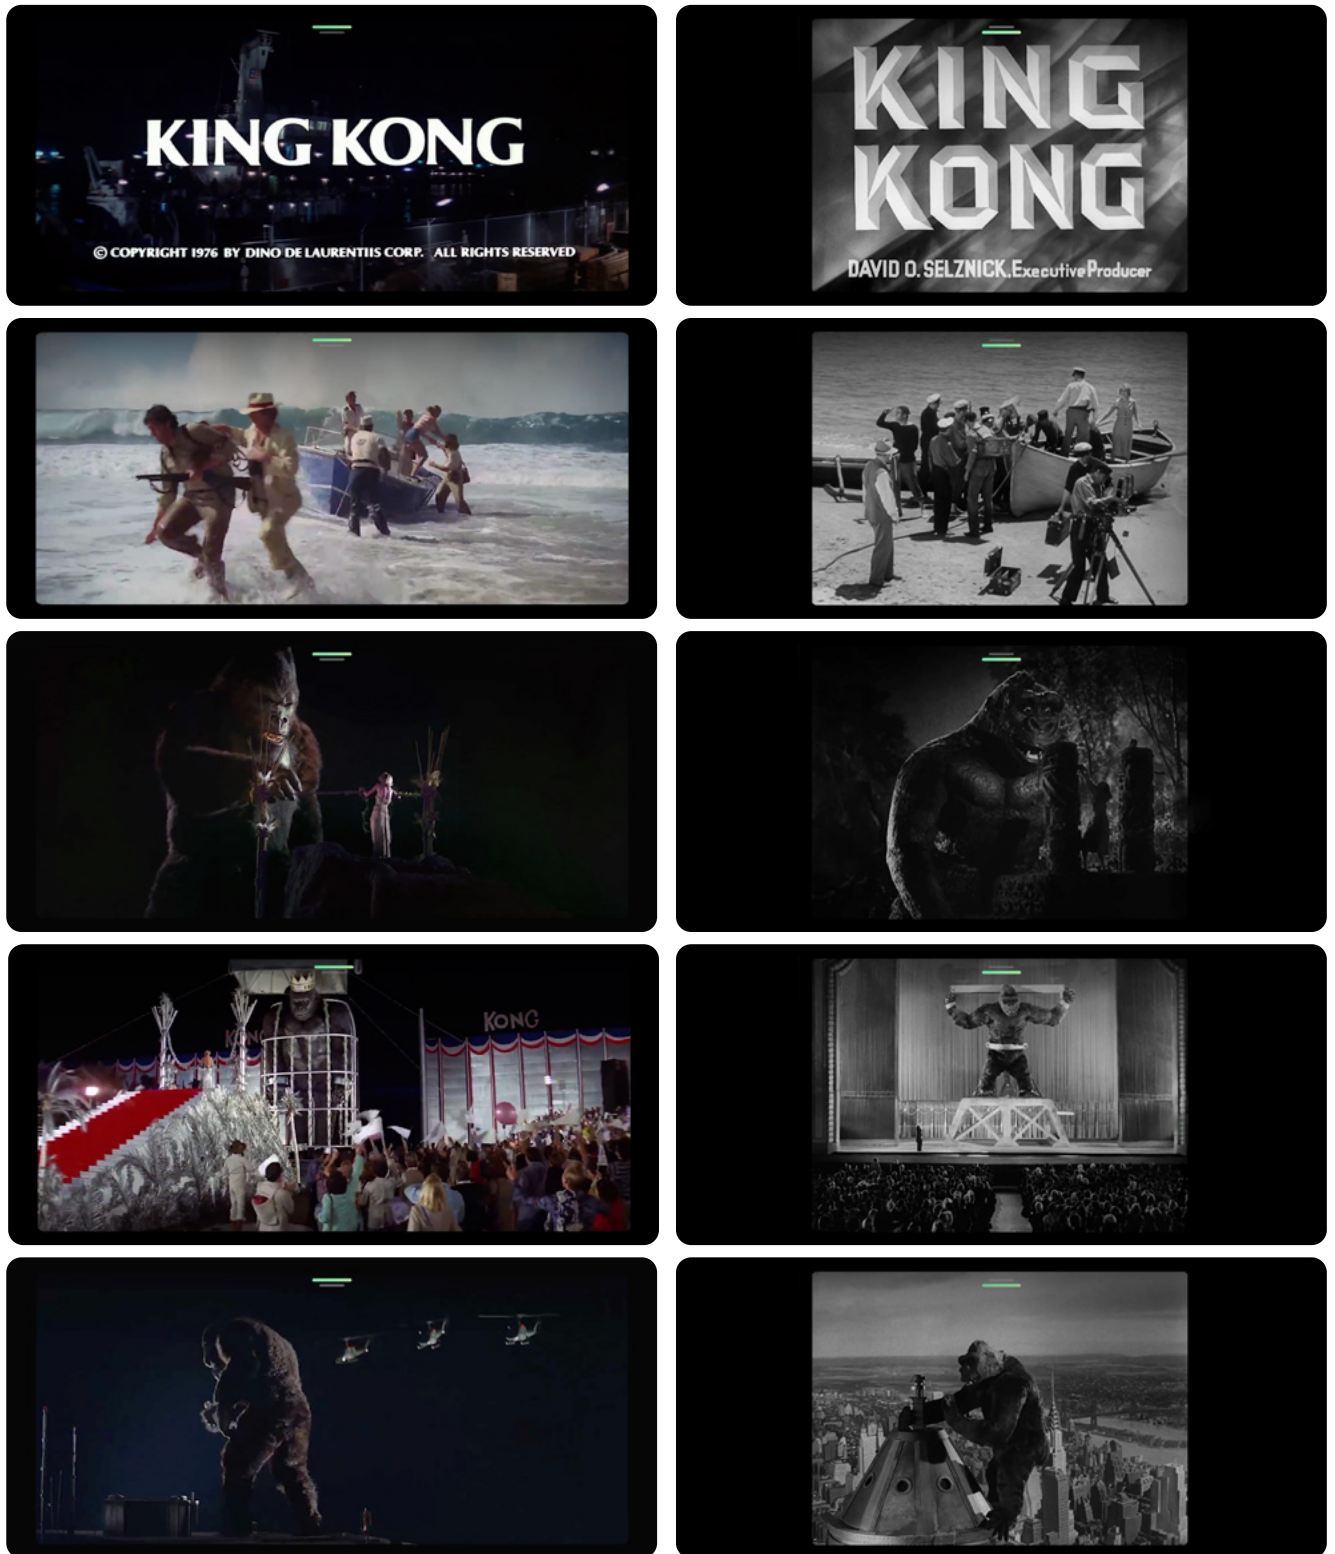 KING KONG
© COPYRIGHT 1976 BY DINO DE LAURENTIIS CORP. ALL RIGHTS RESERVED
KING
KONG
DAVID O. SELZNICK. Executive Producer
KONG
KONG